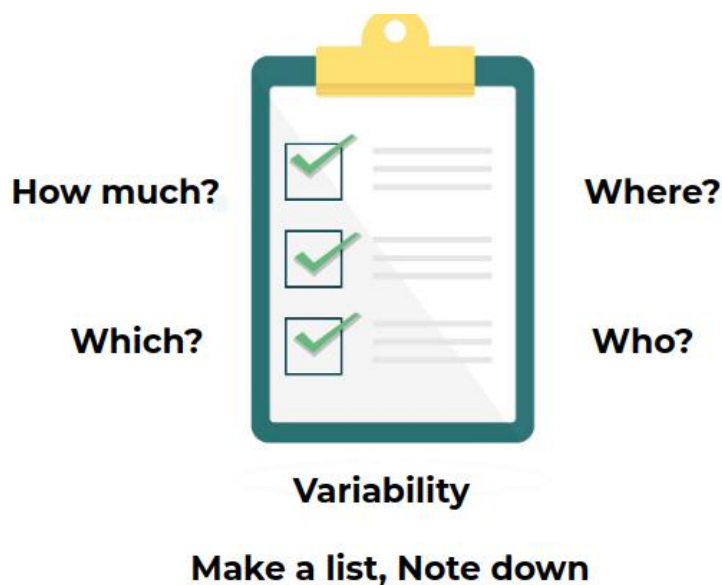 How much?
Where?
Which?
Who?
Variability
Make a list, Note down